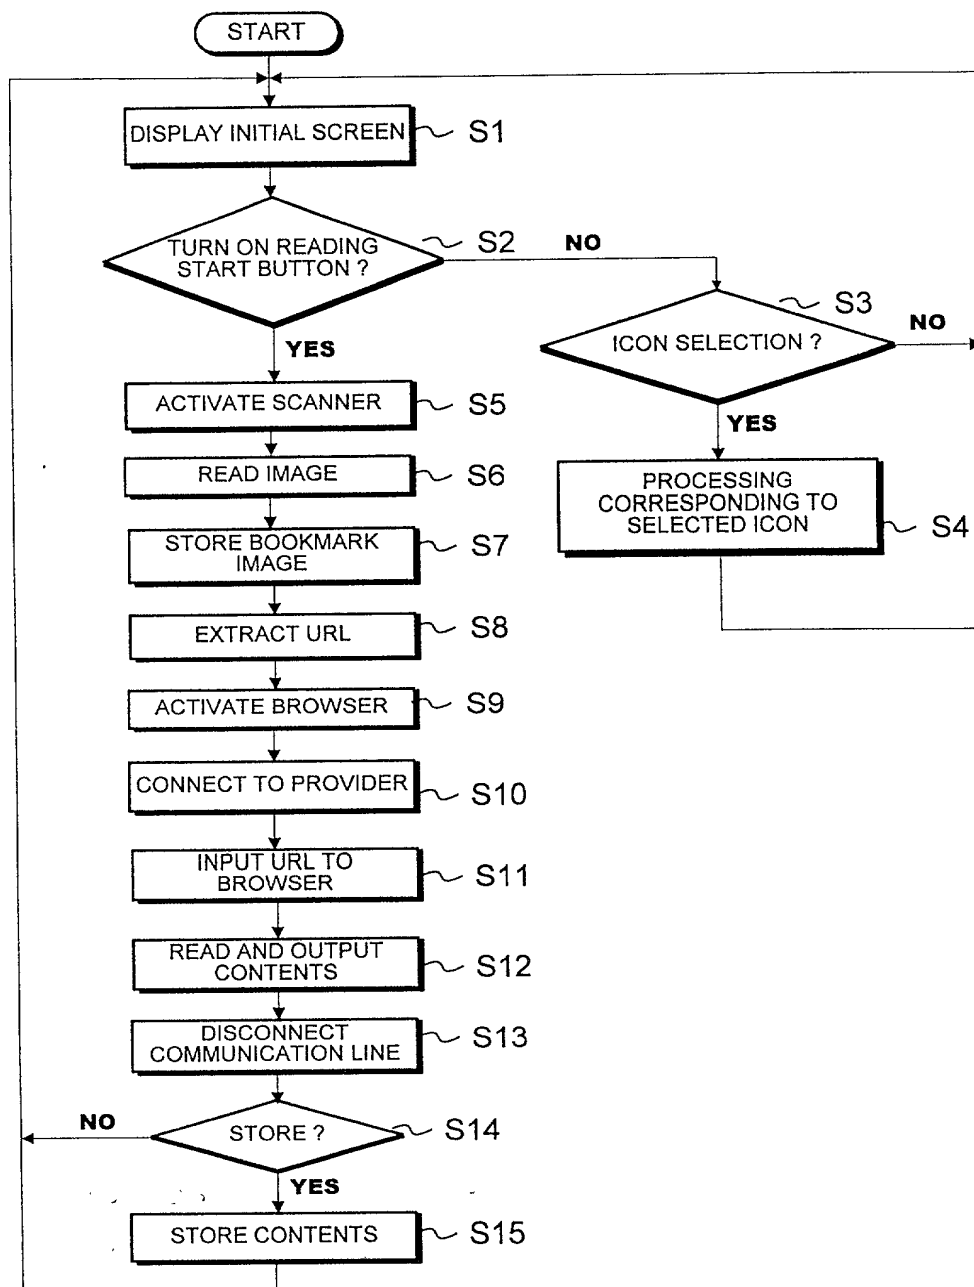 START
DISPLAY INITIAL SCREEN
S1
TURN ON READING
START BUTTON ?
S2
NO
ICON SELECTION ?
S3
NO
YES
YES
ACTIVATE SCANNER
S5
READ IMAGE
S6
PROCESSING
CORRESPONDING TO
SELECTED ICON
S4
STORE BOOKMARK
IMAGE
S7
EXTRACT URL
S8
ACTIVATE BROWSER
S9
CONNECT TO PROVIDER
S10
INPUT URL TO
BROWSER
S11
READ AND OUTPUT
CONTENTS
S12
DISCONNECT
COMMUNICATION LINE
S13
NO
STORE ?
S14
YES
STORE CONTENTS
S15